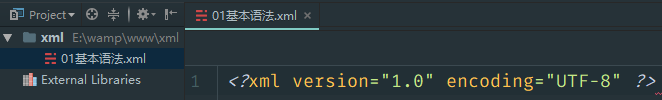 Project
01基本语法.xml
xml E:\wamp\www\xml
01基本语法.xml
External Libraries
1 <?xml version="1.0" encoding="UTF-8" ?>